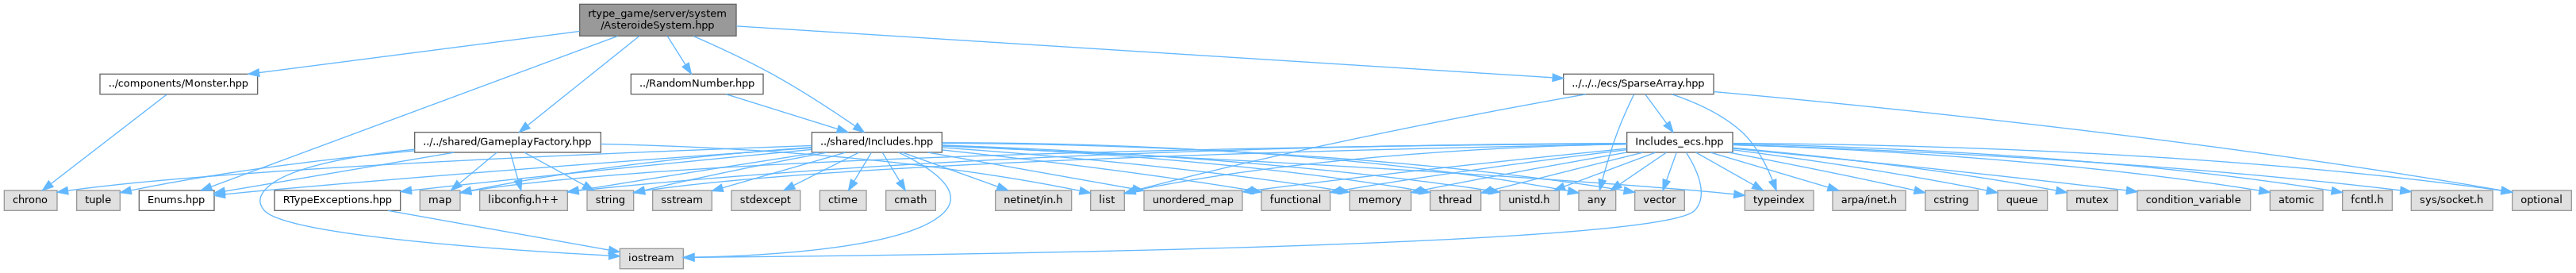 rtype_game/server/system
/AsteroideSystem.hpp
../components/Monster.hpp
../RandomNumber.hpp
../../../ecs/SparseArray.hpp
../../shared/GameplayFactory.hpp
../shared/Includes.hpp
Includes_ecs.hpp
chrono
tuple
Enums.hpp
RTypeExceptions.hpp
map
libconfig.h++
string
sstream
stdexcept
ctime
cmath
netinet/in.h
list
unordered_map
functional
memory
thread
unistd.h
any
vector
typeindex
arpa/inet.h
cstring
queue
mutex
condition_variable
atomic
fcntl.h
sys/socket.h
optional
iostream